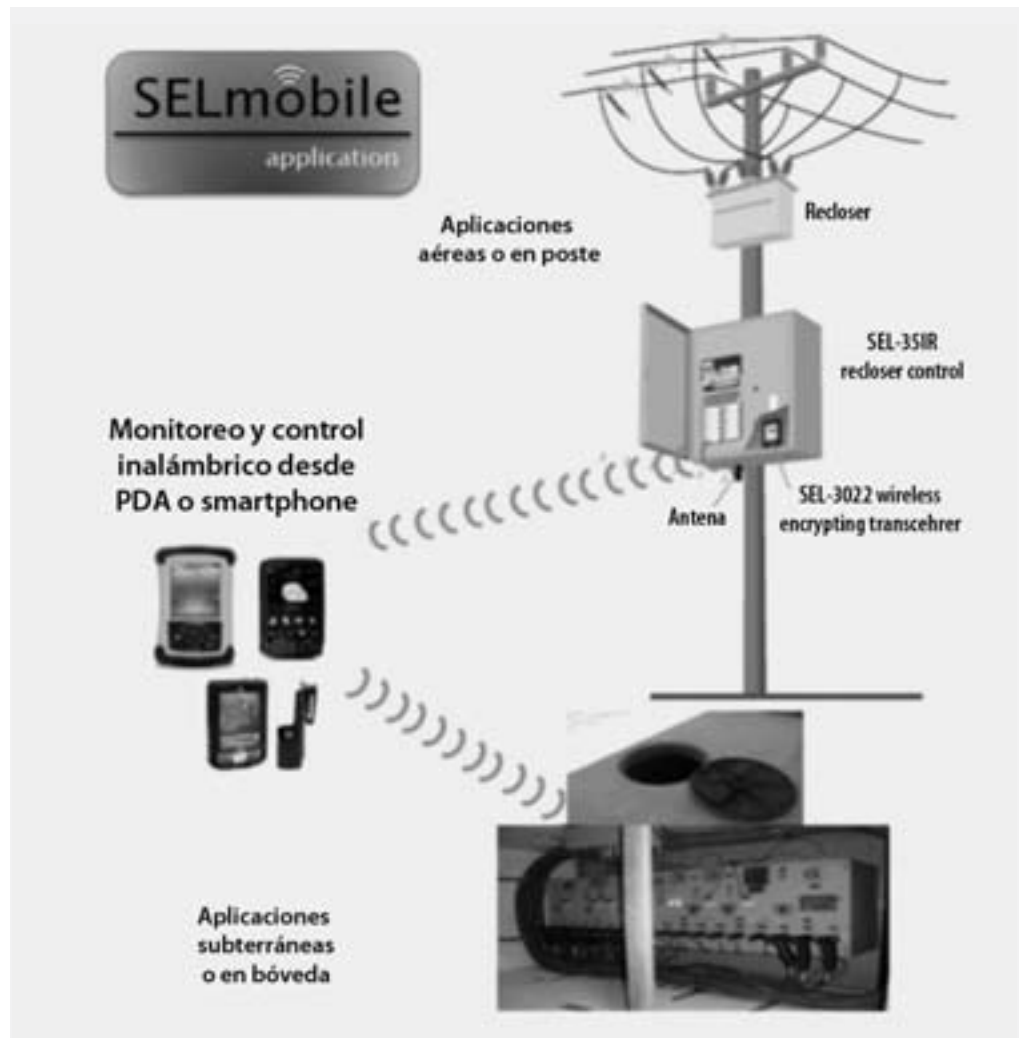 SELmobile
application
Aplicaciones
aéreas o en poste
Recloser
SEL-35IR
recloser control
Monitoreo y control
inalámbrico desde
PDA o smartphone
Antena
SEL-3022 wireless
encrypting transcehrer
Aplicaciones
subterráneas
o en bóveda